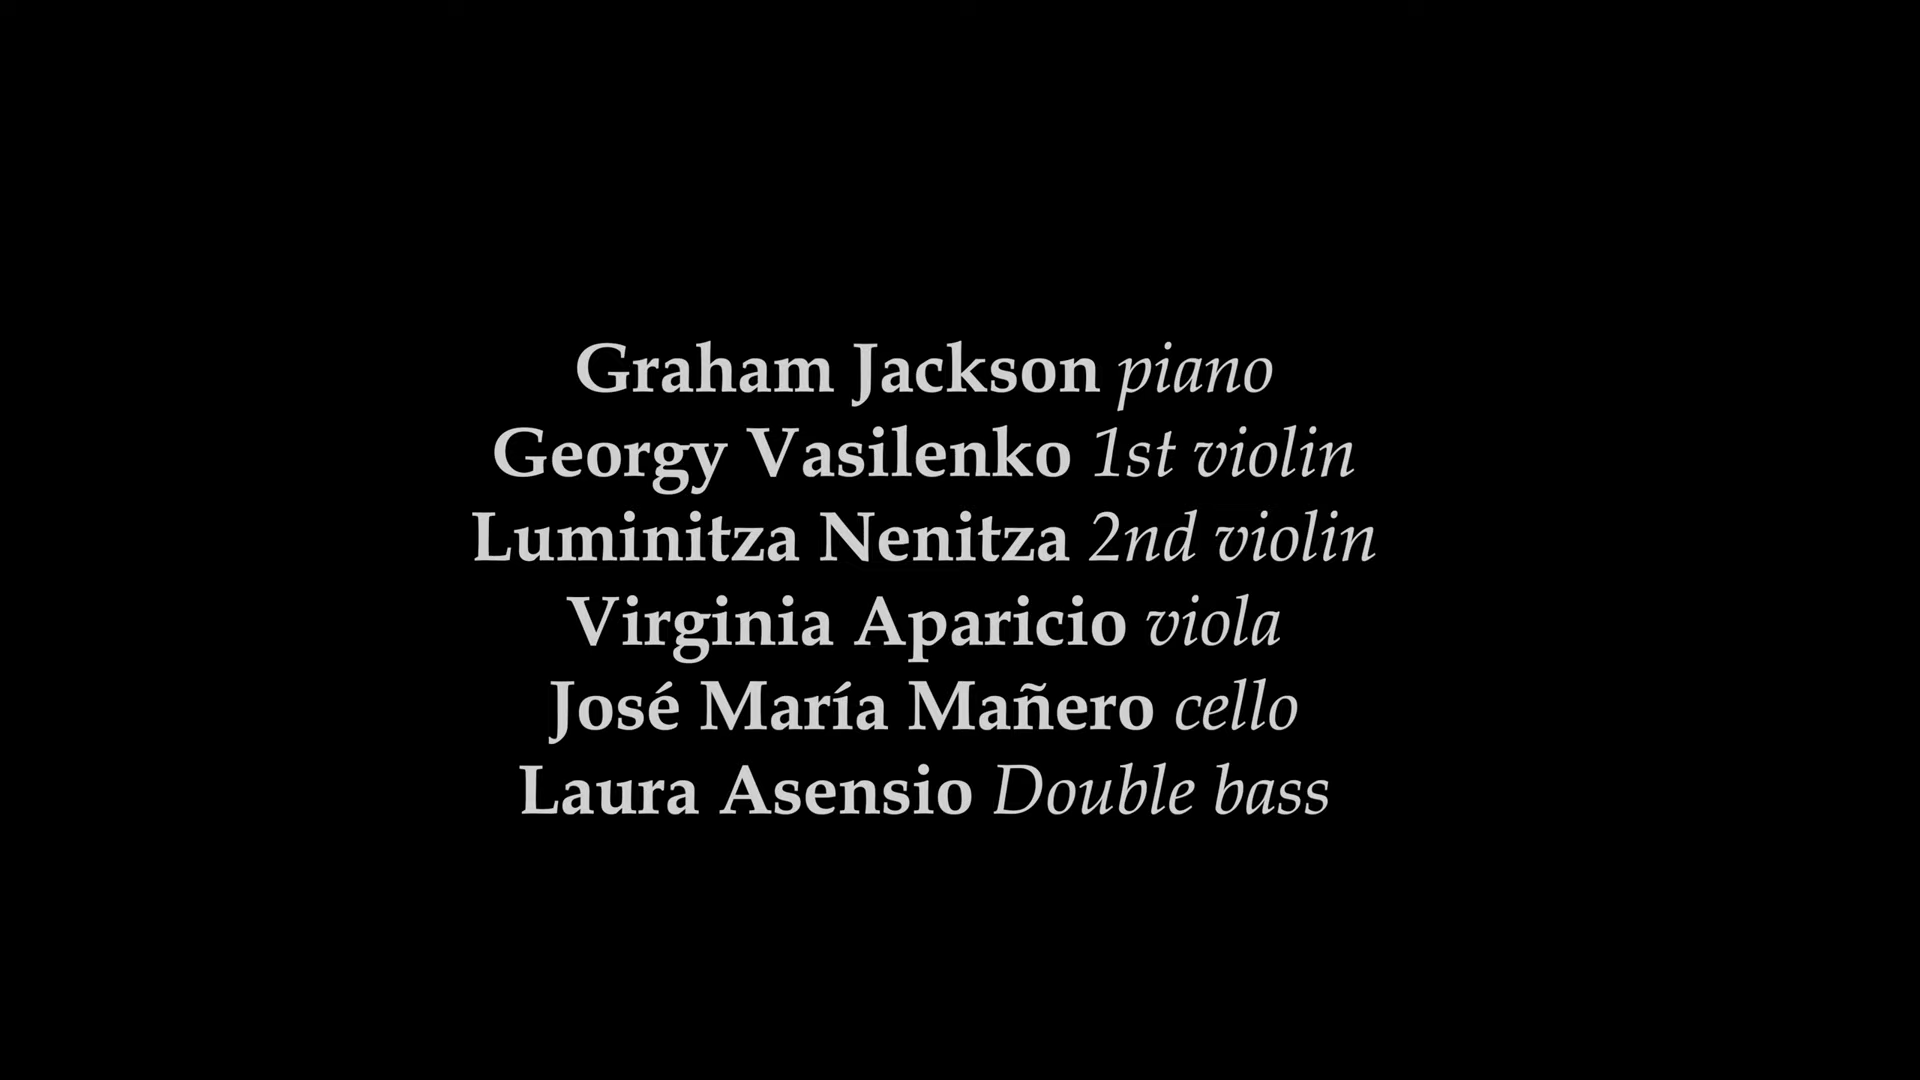 Graham Jackson piano
Georgy Vasilenko 1st violin
Luminitza Nenitza 2nd violin
Virginia Aparicio viola
José María Mañero cello
Laura Asensio Double bass